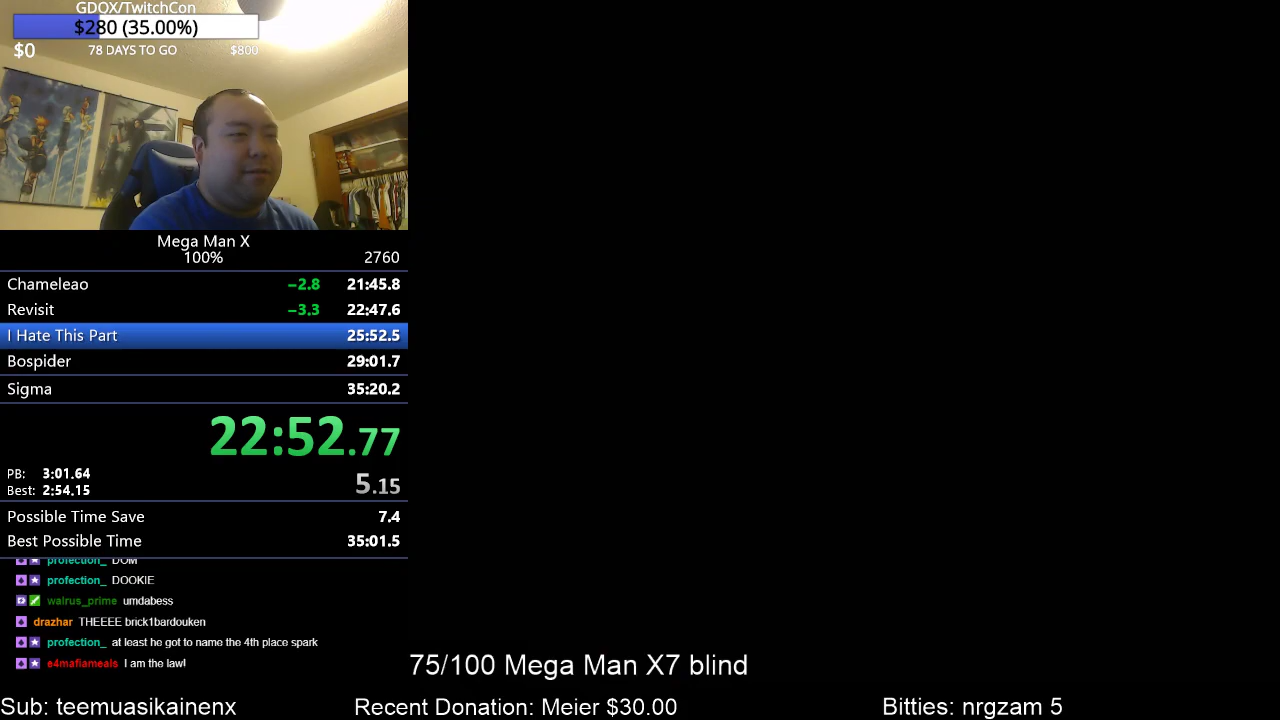 GDOX/TwitchCon
$280 (35.00%)
$0 78 DAYS TO GO $800
Mega Man X
100% 2760
Chameleao −2.8 21:45.8
Revisit −3.3 22:47.6
I Hate This Part 25:52.5
Bospider 29:01.7
Sigma 35:20.2
22:52.77
PB: 3:01.64
Best: 2:54.15
5.15
Possible Time Save 7.4
Best Possible Time 35:01.5
profection_ DOM
profection_ DOOKIE
walrus_prime umdabess
drazhar THEEEE brick1bardouken
profection_ at least he got to name the 4th place spark
e4mafiameals I am the law!
75/100 Mega Man X7 blind
Sub: teemuasikainenx Recent Donation: Meier $30.00 Bitties: nrgzam 5